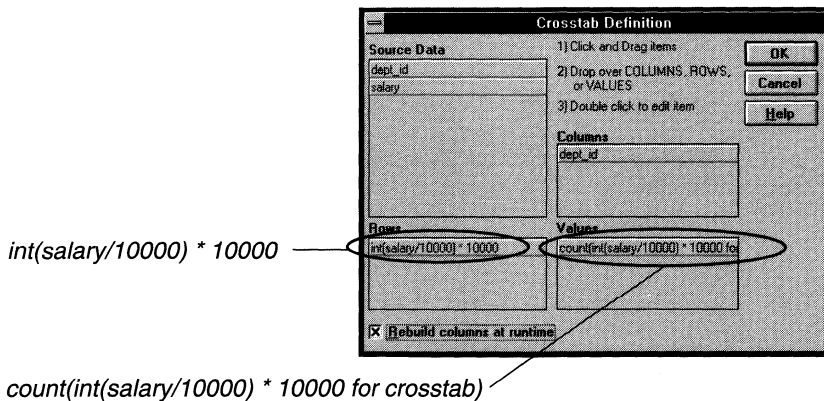 Crosstab Definition
Source Data
dept_id
salary
1) Click and Drag items
2) Drop over COLUMNS, ROWS,
or VALUES
3) Double click to edit item
OK
Cancel
Help
Columns
dept_id
Rows
int(salary/10000) * 10000
Values
count(int(salary/10000) * 10000 for
Rebuild columns at runtime
int(salary/10000) * 10000
count(int(salary/10000) * 10000 for crosstab)